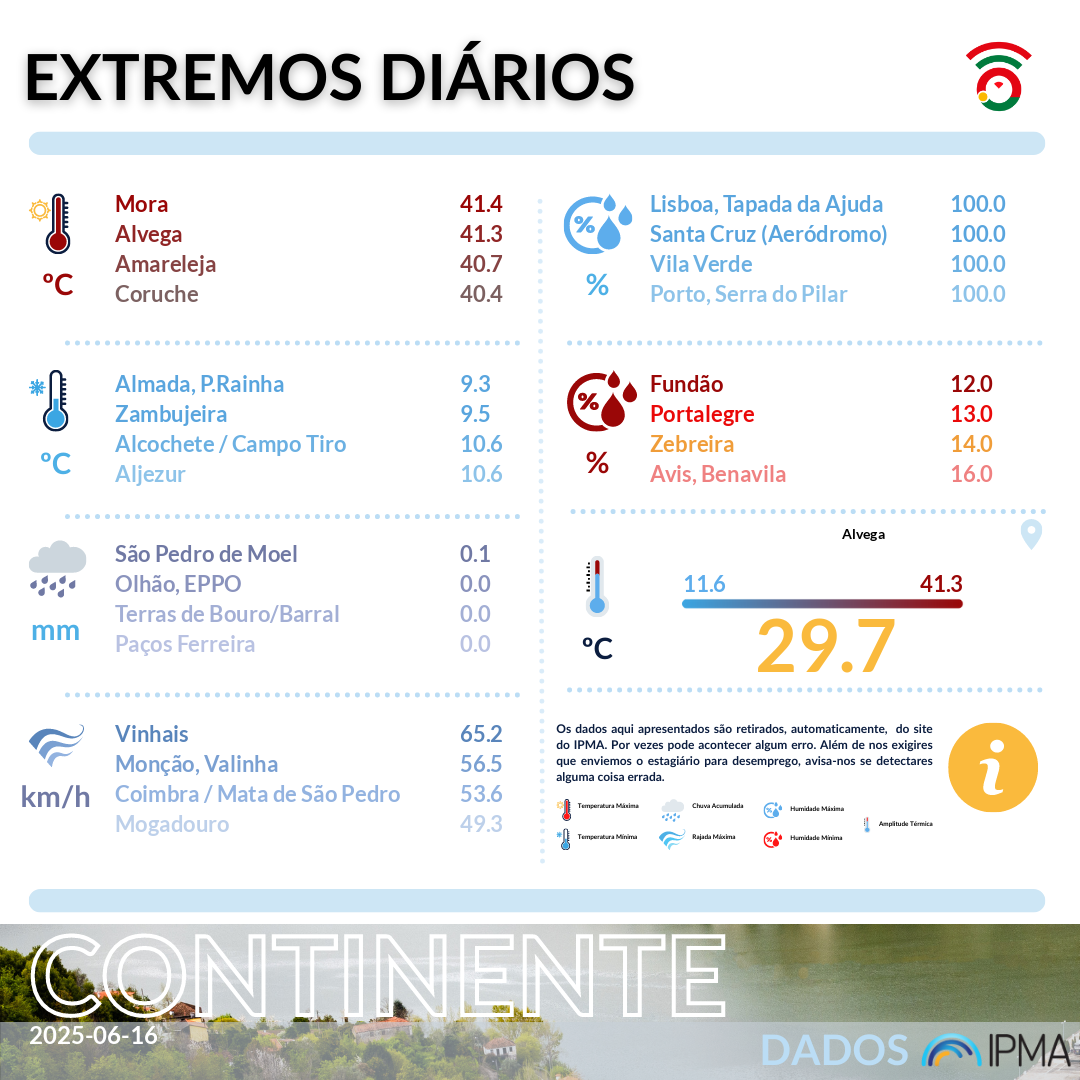 EXTREMOS DIÁRIOS
ºC
Mora 41.4
Alvega 41.3
Amareleja 40.7
Coruche 40.4
ºC
Almada, P.Rainha 9.3
Zambujeira 9.5
Alcochete / Campo Tiro 10.6
Aljezur 10.6
mm
São Pedro de Moel 0.1
Olhão, EPPO 0.0
Terras de Bouro/Barral 0.0
Paços Ferreira 0.0
km/h
Vinhais 65.2
Monção, Valinha 56.5
Coimbra / Mata de São Pedro 53.6
Mogadouro 49.3
%
%
Lisboa, Tapada da Ajuda 100.0
Santa Cruz (Aeródromo) 100.0
Vila Verde 100.0
Porto, Serra do Pilar 100.0
%
%
Fundão 12.0
Portalegre 13.0
Zebreira 14.0
Avis, Benavila 16.0
Alvega
ºC
11.6 41.3
29.7
Os dados aqui apresentados são retirados, automaticamente, do site
do IPMA. Por vezes pode acontecer algum erro. Além de nos exigires
que enviemos o estagiário para desemprego, avisa-nos se detectares
alguma coisa errada.
i
Temperatura Máxima
Chuva Acumulada
Humidade Máxima
Amplitude Térmica
Temperatura Mínima
Rajada Máxima
Humidade Mínima
CONTINENTE
2025-06-16
DADOS IPMA